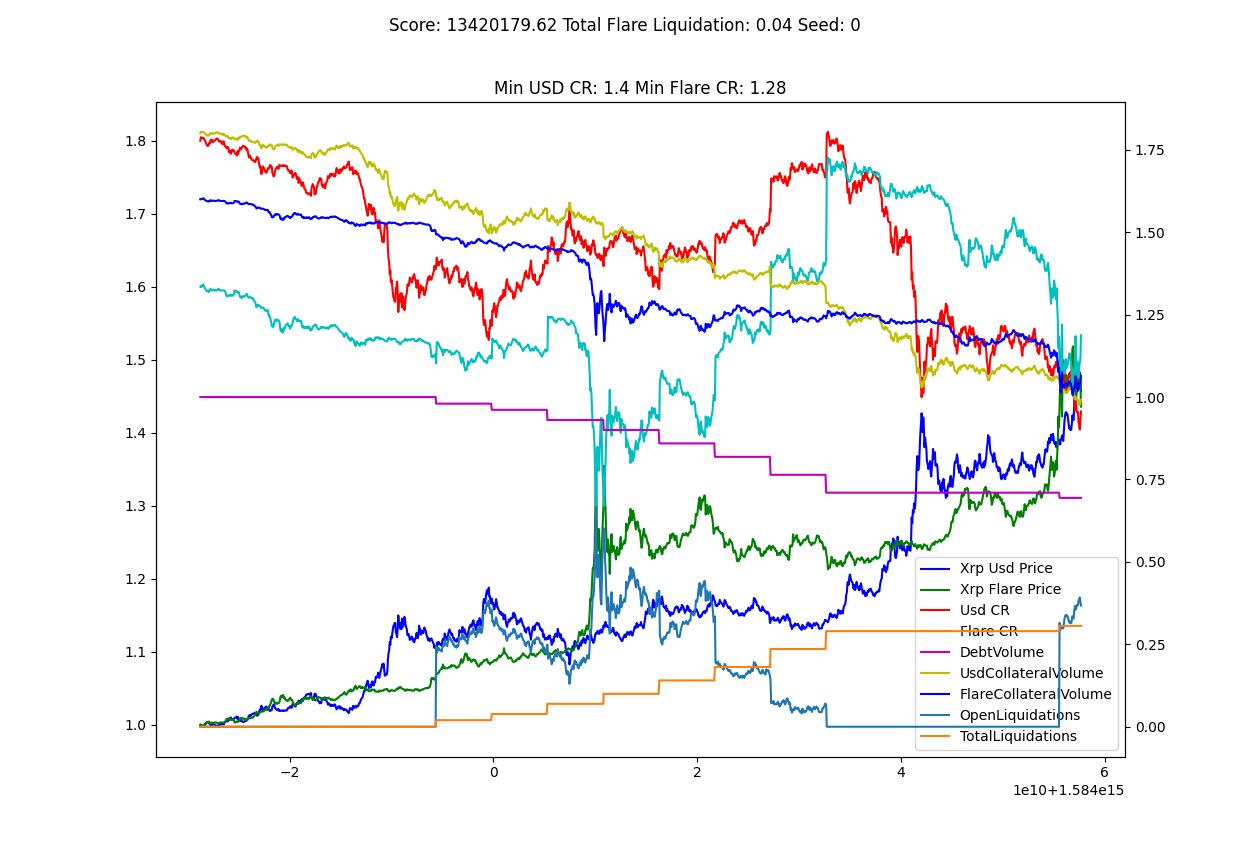 Score: 13420179.62 Total Flare Liquidation: 0.04 Seed: 0
Min USD CR: 1.4 Min Flare CR: 1.28
1.8
1.7
1.6
1.5
1.4
1.3
1.2
1.1
1.0
1.75
1.50
1.25
1.00
0.75
0.50
0.25
0.00
Xrp Usd Price
Xrp Flare Price
Usd CR
Flare CR
DebtVolume
UsdCollateralVolume
FlareCollateralVolume
OpenLiquidations
TotalLiquidations
−2 0 2 4 6
1e10+1.584e15